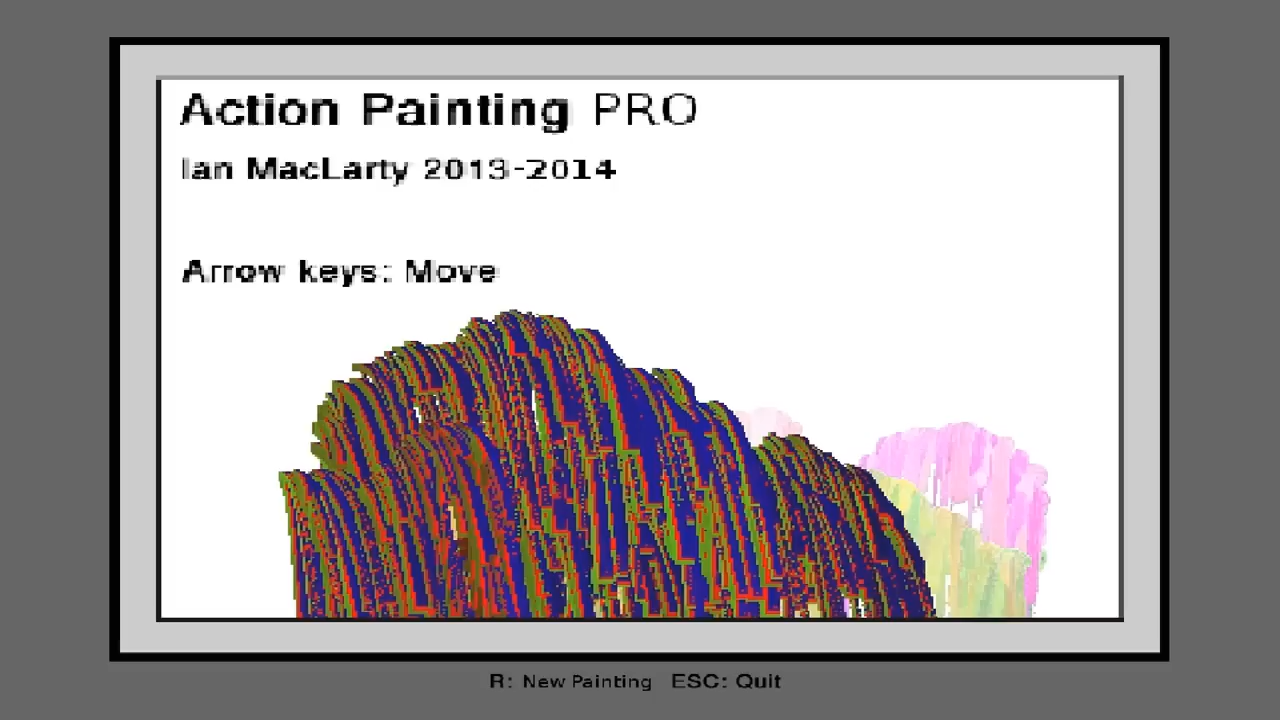 Action Painting PRO
Ian MacLarty 2013-2014
Arrow keys: Move
R: New Painting ESC: Quit